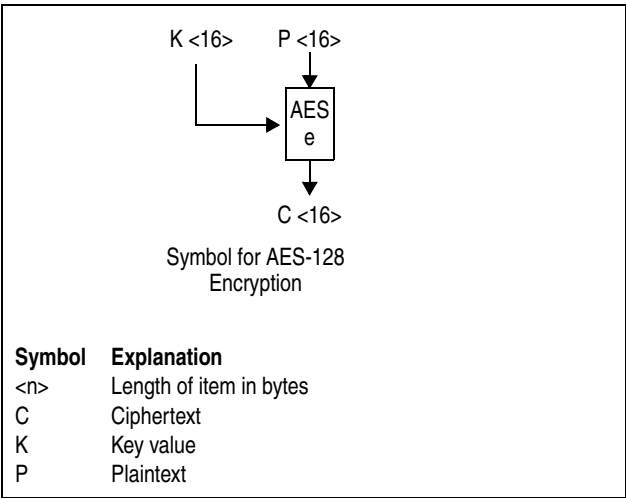 K <16> P <16>
AES
e
C <16>
Symbol for AES-128
Encryption
Symbol Explanation
<n> Length of item in bytes
C Ciphertext
K Key value
P Plaintext